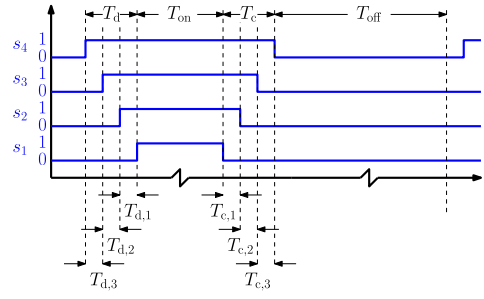 T_d T_on T_c T_off
s_4 1
0
s_3 1
0
s_2 1
0
s_1 1
0
T_d,1 T_c,1
T_d,2 T_c,2
T_d,3 T_c,3